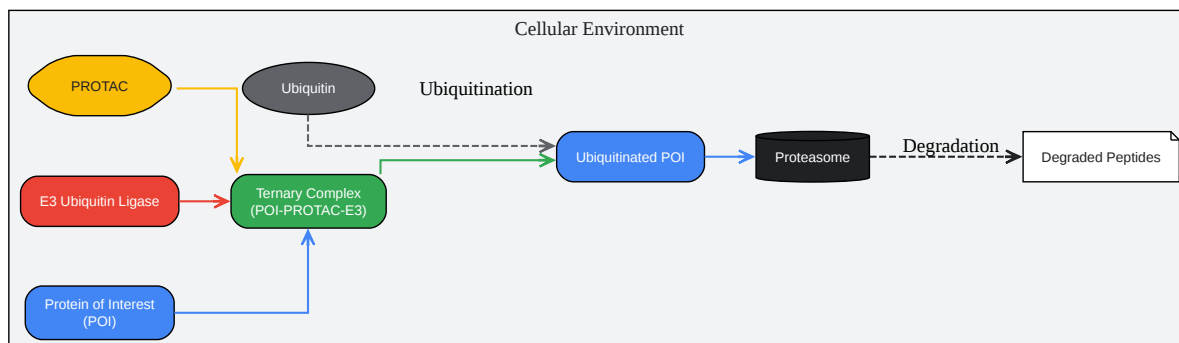 Cellular Environment
PROTAC
Ubiquitin
Ubiquitination
Ubiquitinated POI
Proteasome
Degradation
Degraded Peptides
E3 Ubiquitin Ligase
Ternary Complex
(POI-PROTAC-E3)
Protein of Interest
(POI)